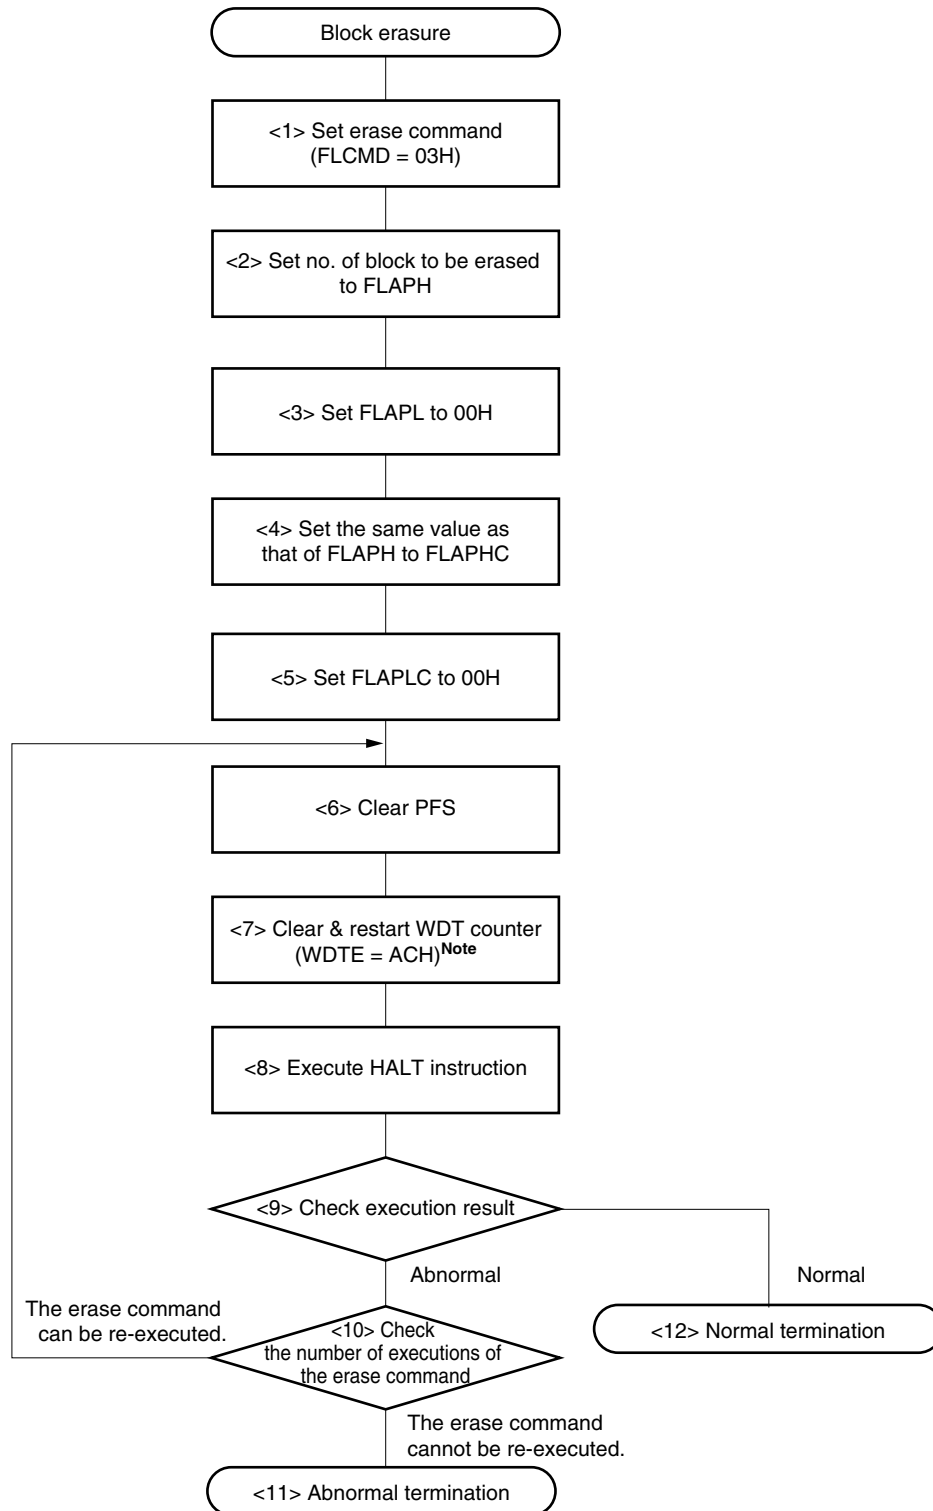 Block erasure
<1> Set erase command
(FLCMD = 03H)
<2> Set no. of block to be erased
to FLAPH
<3> Set FLAPL to 00H
<4> Set the same value as
that of FLAPH to FLAPHC
<5> Set FLAPLC to 00H
<6> Clear PFS
<7> Clear & restart WDT counter
(WDTE = ACH)Note
<8> Execute HALT instruction
<9> Check execution result
Abnormal
Normal
The erase command
can be re-executed.
<10> Check
the number of executions of
the erase command
<12> Normal termination
The erase command
cannot be re-executed.
<11> Abnormal termination